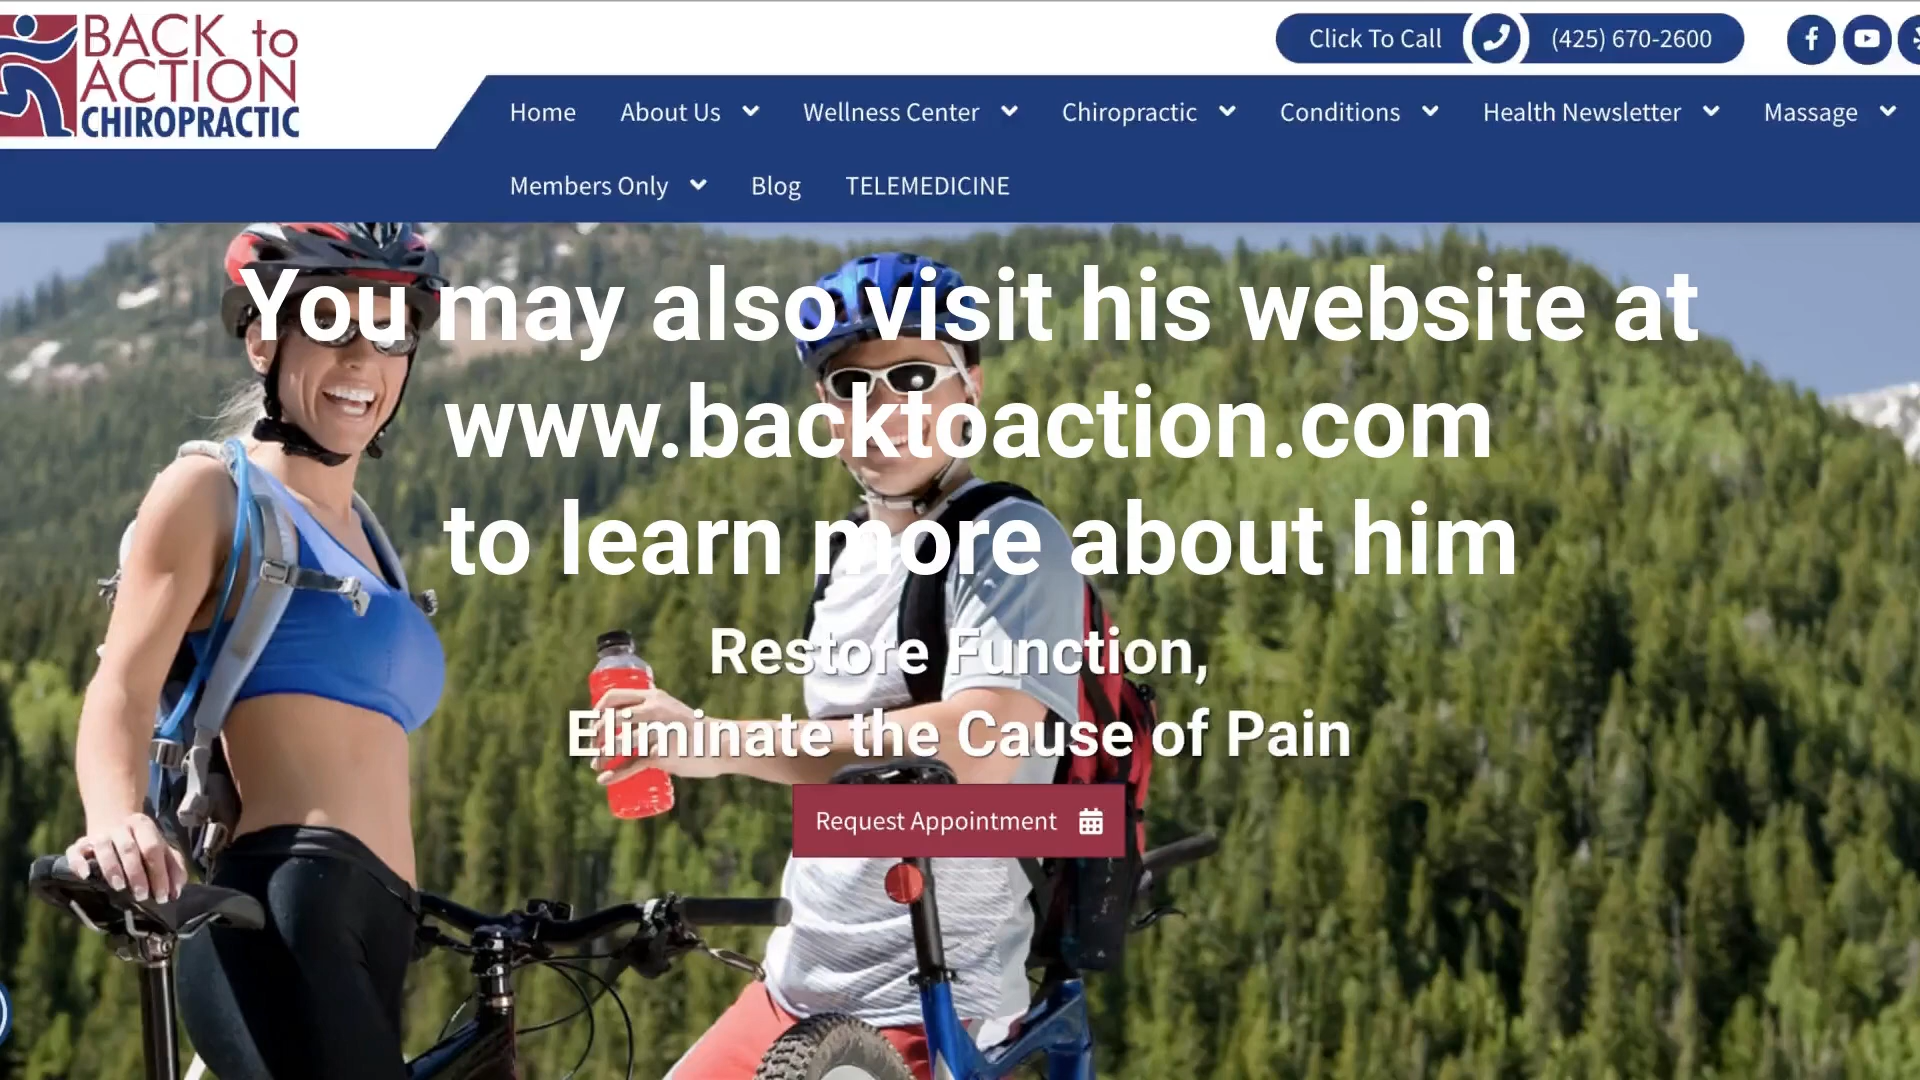 BACK to
ACTION
CHIROPRACTIC
Click To Call
(425) 670-2600
Home
About Us
Wellness Center
Chiropractic
Conditions
Health Newsletter
Massage
Members Only
Blog
TELEMEDICINE
You may also visit his website at
www.backtoaction.com
to learn more about him
Restore Function,
Eliminate the Cause of Pain
Request Appointment